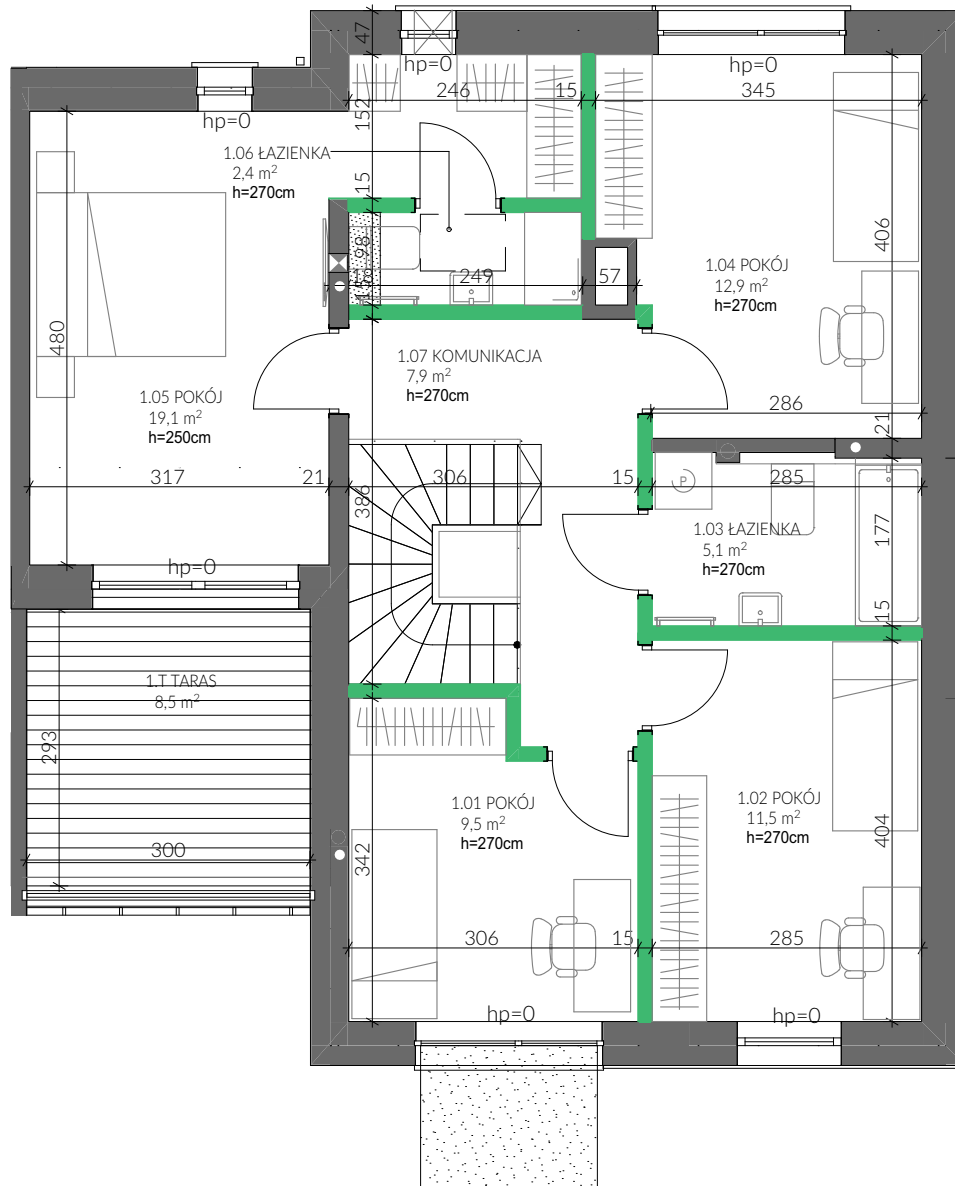 47
hp=0
hp=0
246
15
345
152
hp=0
1.06 ŁAZIENKA
2,4 m²
h=270cm
15
98
406
249
57
1.04 POKÓJ
12,9 m²
h=270cm
480
1.07 KOMUNIKACJA
7,9 m²
h=270cm
1.05 POKÓJ
19,1 m²
h=250cm
286
21
317
21
386
306
15
P
285
1.03 ŁAZIENKA
5,1 m²
h=270cm
177
hp=0
15
1.T TARAS
8,5 m²
293
1.01 POKÓJ
9,5 m²
h=270cm
1.02 POKÓJ
11,5 m²
h=270cm
404
300
342
306
15
285
hp=0
hp=0